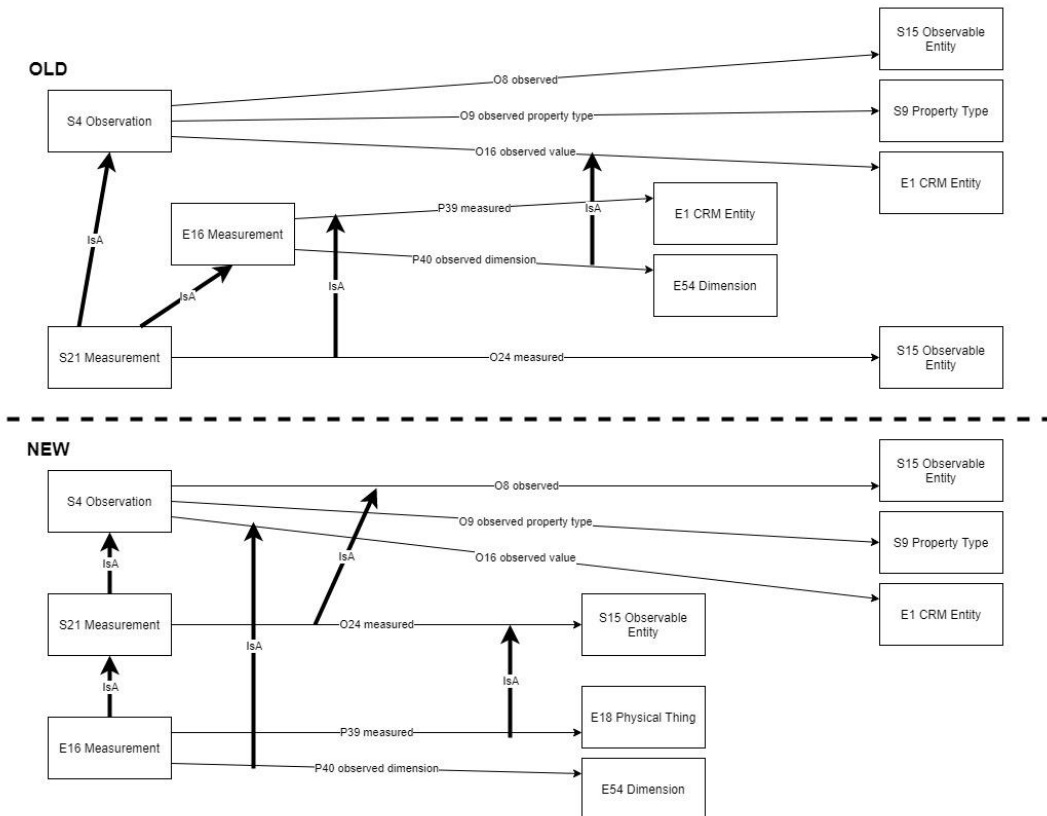 S15 Observable
Entity
OLD
O8 observed
S4 Observation
O9 observed property type
S9 Property Type
O16 observed value
E1 CRM Entity
P39 measured
IsA
E1 CRM Entity
E16 Measurement
IsA
P40 observed dimension
IsA
E54 Dimension
IsA
S21 Measurement
O24 measured
S15 Observable
Entity
NEW
S15 Observable
Entity
O8 observed
S4 Observation
O9 observed property type
S9 Property Type
O16 observed value
IsA
IsA
E1 CRM Entity
S21 Measurement
O24 measured
S15 Observable
Entity
IsA
IsA
IsA
E18 Physical Thing
P39 measured
E16 Measurement
P40 observed dimension
E54 Dimension